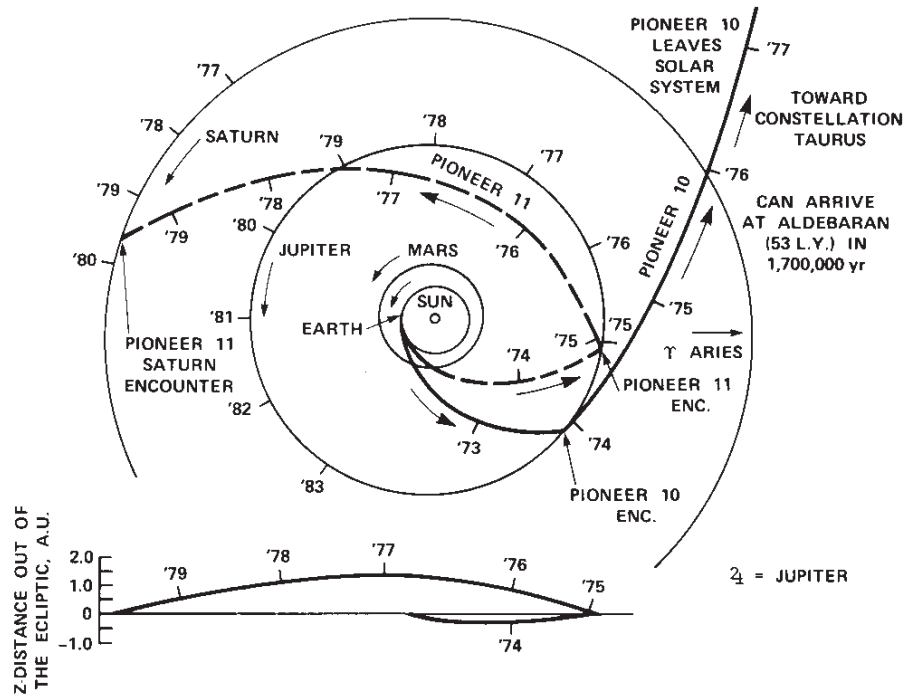 PIONEER 10
LEAVES
SOLAR
SYSTEM
'77
TOWARD
CONSTELLATION
TAURUS
'76
CAN ARRIVE
AT ALDEBARAN
(53 L.Y.) IN
1,700,000 yr
PIONEER 10
'75
♈ ARIES
'77
'78
SATURN
'79
'80
'79
'78
PIONEER 11
'77
'76
'75
'74
'79
'78
'77
'76
'75
'80
JUPITER
'81
'82
'83
MARS
SUN
EARTH
PIONEER 11
SATURN
ENCOUNTER
PIONEER 11
ENC.
'73
'74
PIONEER 10
ENC.
Z-DISTANCE OUT OF
THE ECLIPTIC, A.U.
2.0
1.0
0
-1.0
'79
'78
'77
'76
'75
'74
♃ = JUPITER